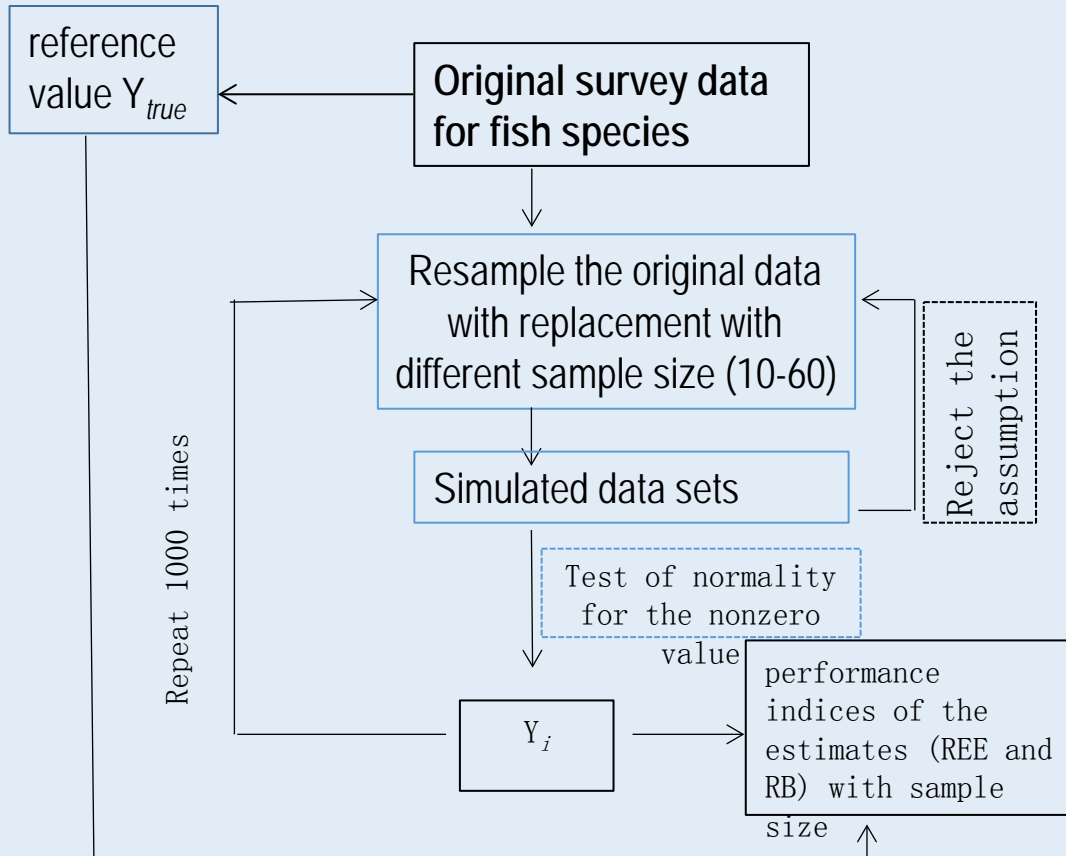 reference
value Y_true
Original survey data
for fish species
Resample the original data
with replacement with
different sample size (10-60)
Reject the
assumption
Simulated data sets
Repeat 1000 times
Test of normality
for the nonzero
value
Y_i
performance
indices of the
estimates (REE and
RB) with sample
size